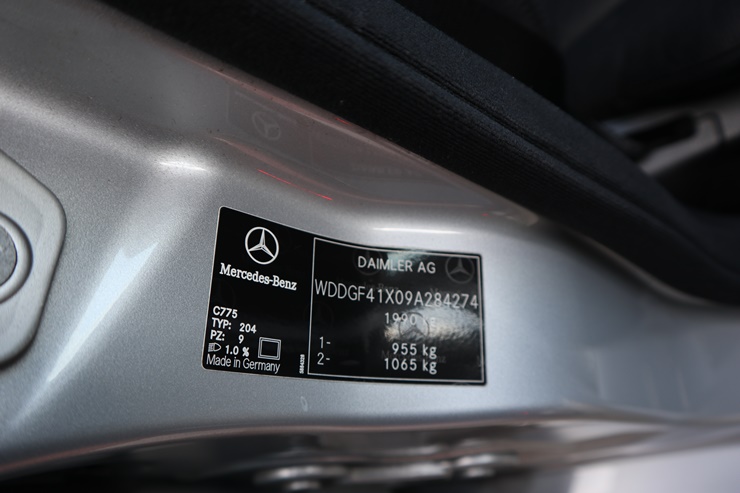 Mercedes-Benz
C775
TYP: 204
PZ: 9
1.0 %
Made in Germany
DAIMLER AG
WDDGF41X09A284274
1990
1- 955 kg
2- 1065 kg